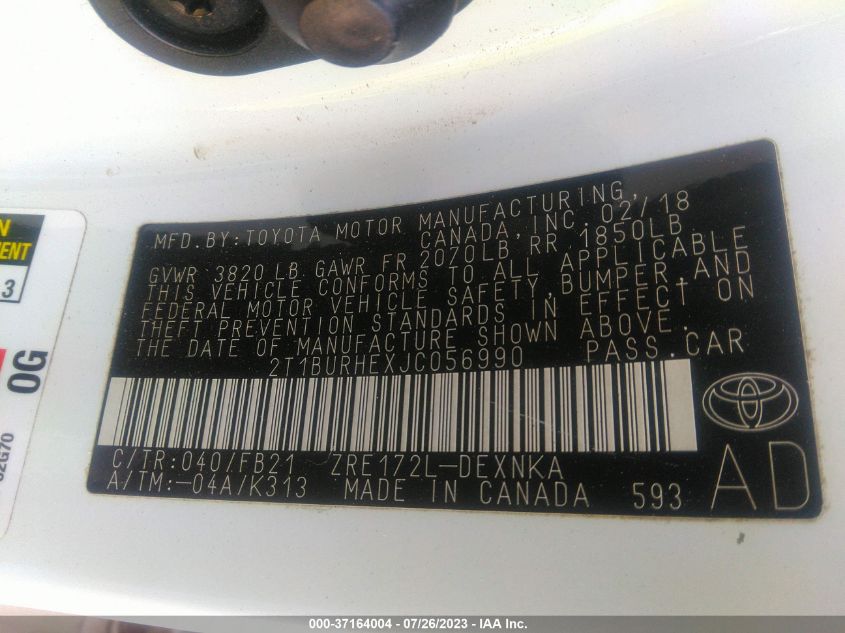 MFD. BY: TOYOTA MOTOR MANUFACTURING,
CANADA, INC. 02/18
GVWR 3820 LB GAWR FR 2070LB RR 1850LB
THIS VEHICLE CONFORMS TO ALL APPLICABLE
FEDERAL MOTOR VEHICLE SAFETY, BUMPER, AND
THEFT PREVENTION STANDARDS IN EFFECT ON
THE DATE OF MANUFACTURE SHOWN ABOVE.
2T1BURHEXJC056990 PASS. CAR
C/TR: 040/FB21 ZRE172L-DEXNKA
A/TM: -04A/K313 MADE IN CANADA 593
AD
0G
000-37164004 / 07/26/2023 - IAA Inc.